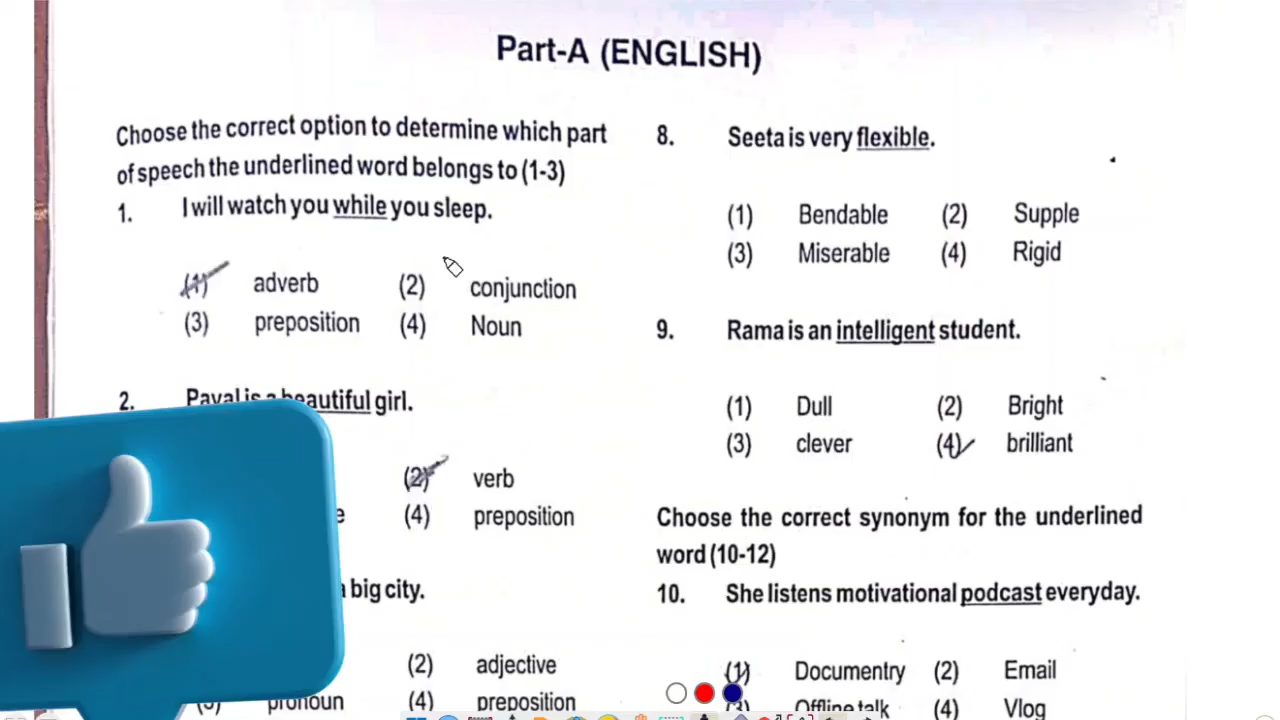 Part-A (ENGLISH)
Choose the correct option to determine which part
of speech the underlined word belongs to (1-3)
1. I will watch you while you sleep.
(1) adverb (2) conjunction
(3) preposition (4) Noun
2. Payal is a beautiful girl.
(2) verb
(4) preposition
big city.
(2) adjective
(3) pronoun (4) preposition
8. Seeta is very flexible.
(1) Bendable (2) Supple
(3) Miserable (4) Rigid
9. Rama is an intelligent student.
(1) Dull (2) Bright
(3) clever (4) brilliant
Choose the correct synonym for the underlined
word (10-12)
10. She listens motivational podcast everyday.
(1) Documentry (2) Email
(3) Offline talk (4) Vlog